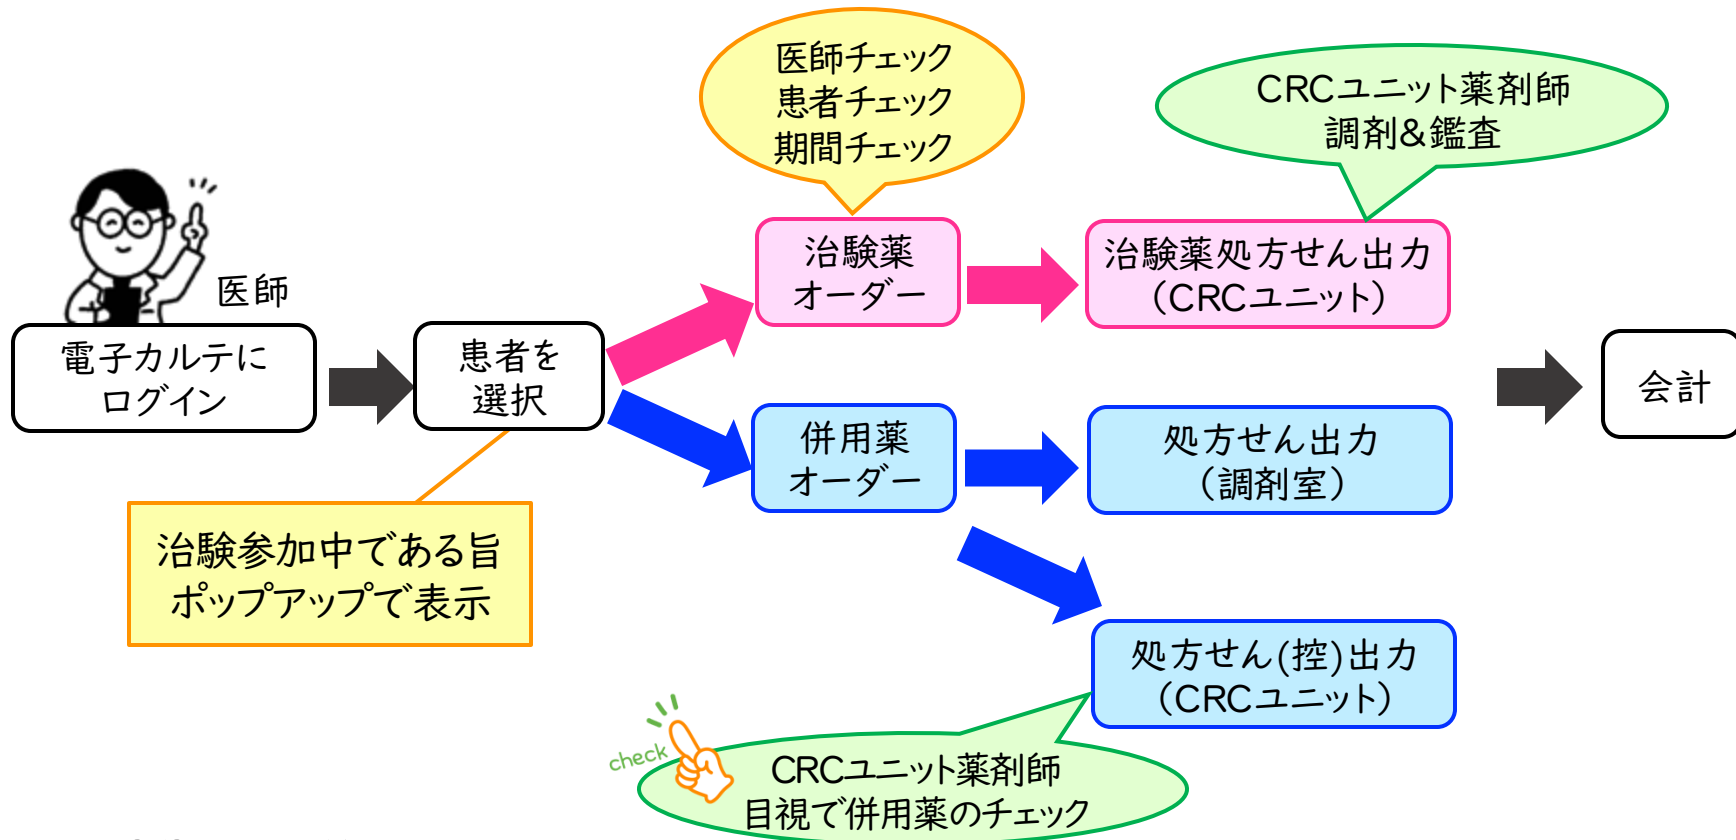 医師チェック
患者チェック
期間チェック
CRCユニット薬剤師
調剤&鑑査
医師
電子カルテに
ログイン
患者を
選択
治験薬
オーダー
治験薬処方せん出力
(CRCユニット)
併用薬
オーダー
処方せん出力
(調剤室)
会計
治験参加中である旨
ポップアップで表示
処方せん(控)出力
(CRCユニット)
check
CRCユニット薬剤師
目視で併用薬のチェック